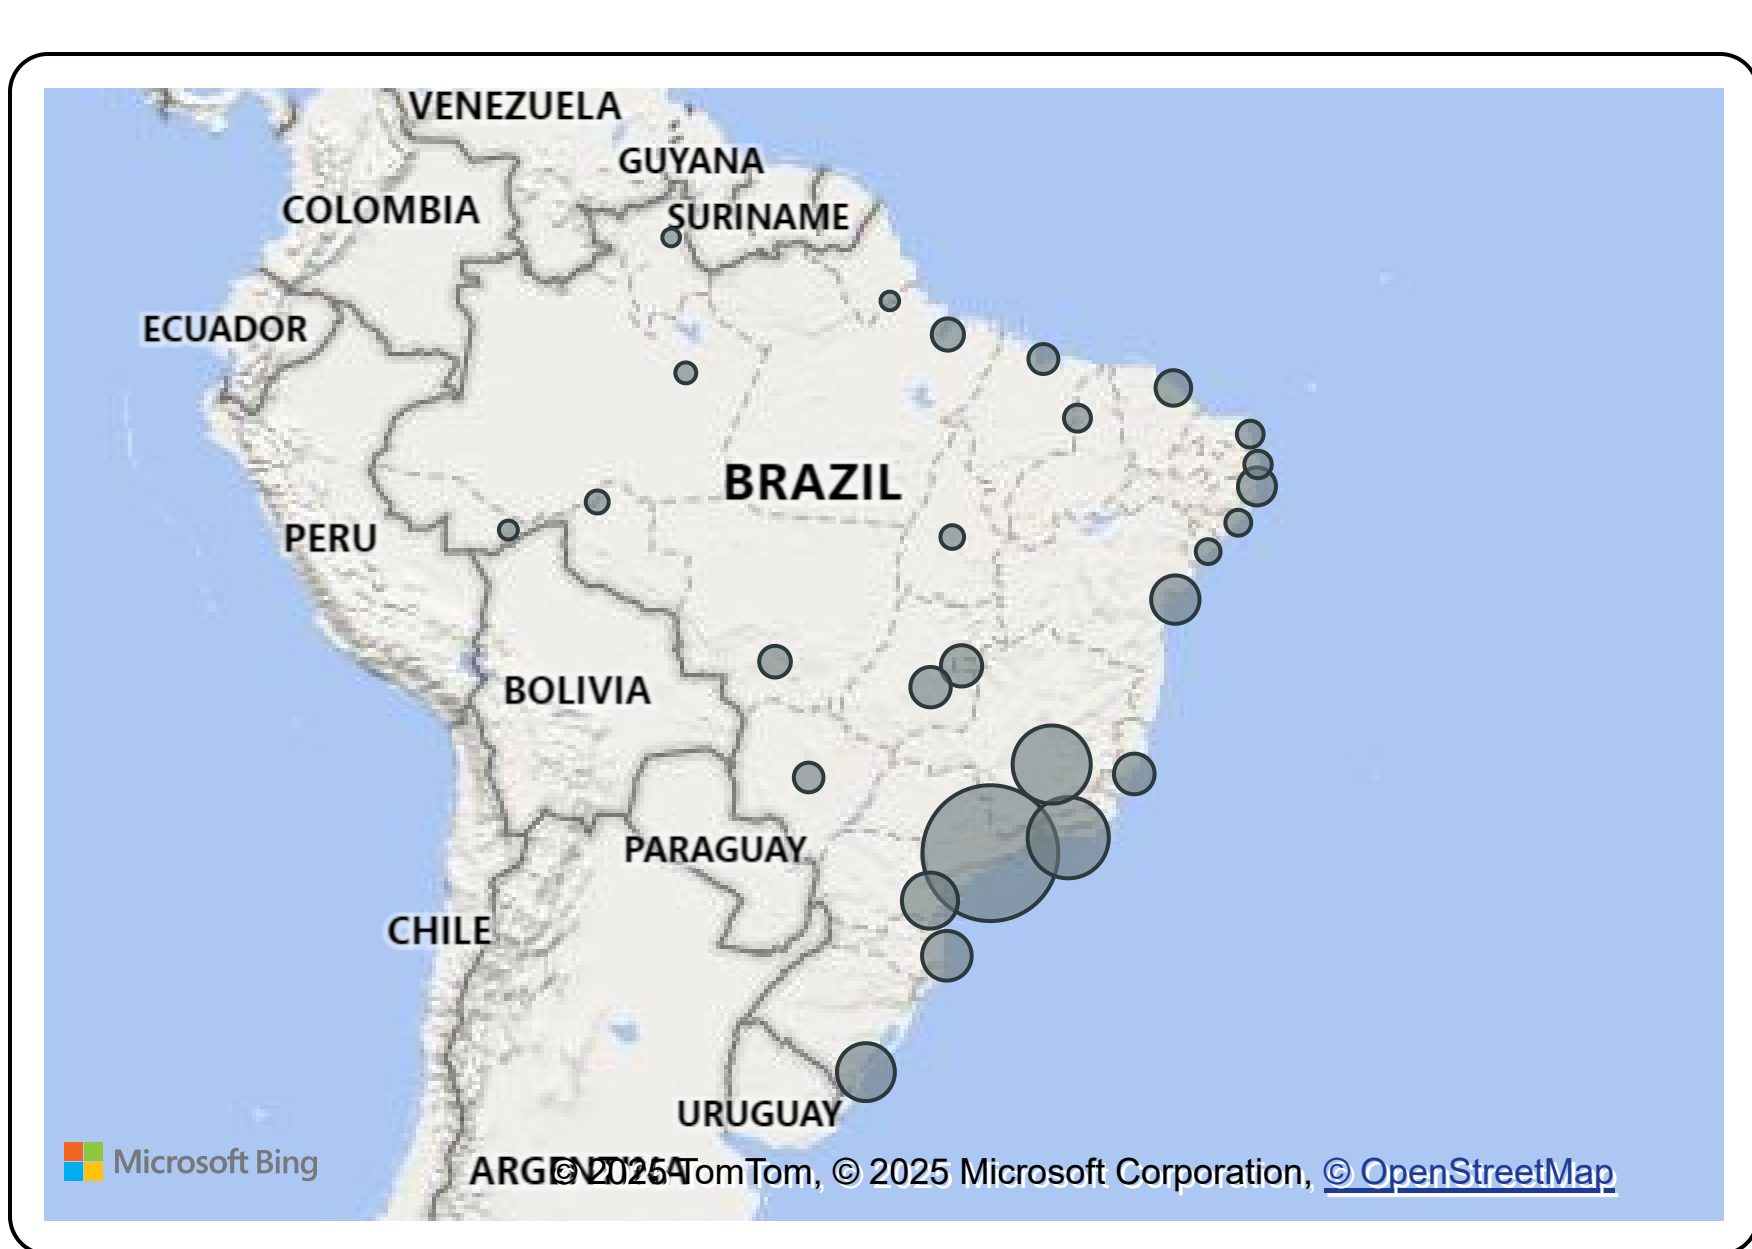 VENEZUELA
GUYANA
COLOMBIA
SURINAME
ECUADOR
BRAZIL
PERU
BOLIVIA
PARAGUAY
CHILE
URUGUAY
Microsoft Bing
ARGENTINA
© 2025 TomTom, © 2025 Microsoft Corporation, © OpenStreetMap